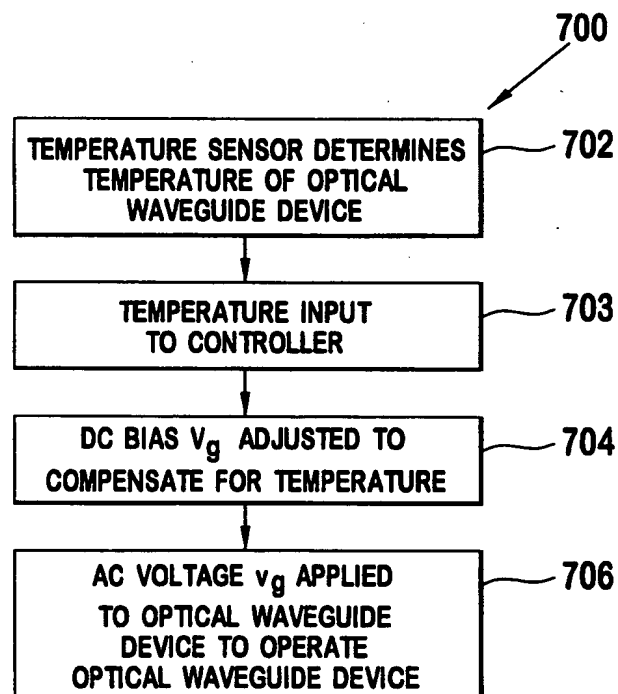 700
TEMPERATURE SENSOR DETERMINES
TEMPERATURE OF OPTICAL
WAVEGUIDE DEVICE
702
TEMPERATURE INPUT
TO CONTROLLER
703
DC BIAS Vg ADJUSTED TO
COMPENSATE FOR TEMPERATURE
704
AC VOLTAGE vg APPLIED
TO OPTICAL WAVEGUIDE
DEVICE TO OPERATE
OPTICAL WAVEGUIDE DEVICE
706